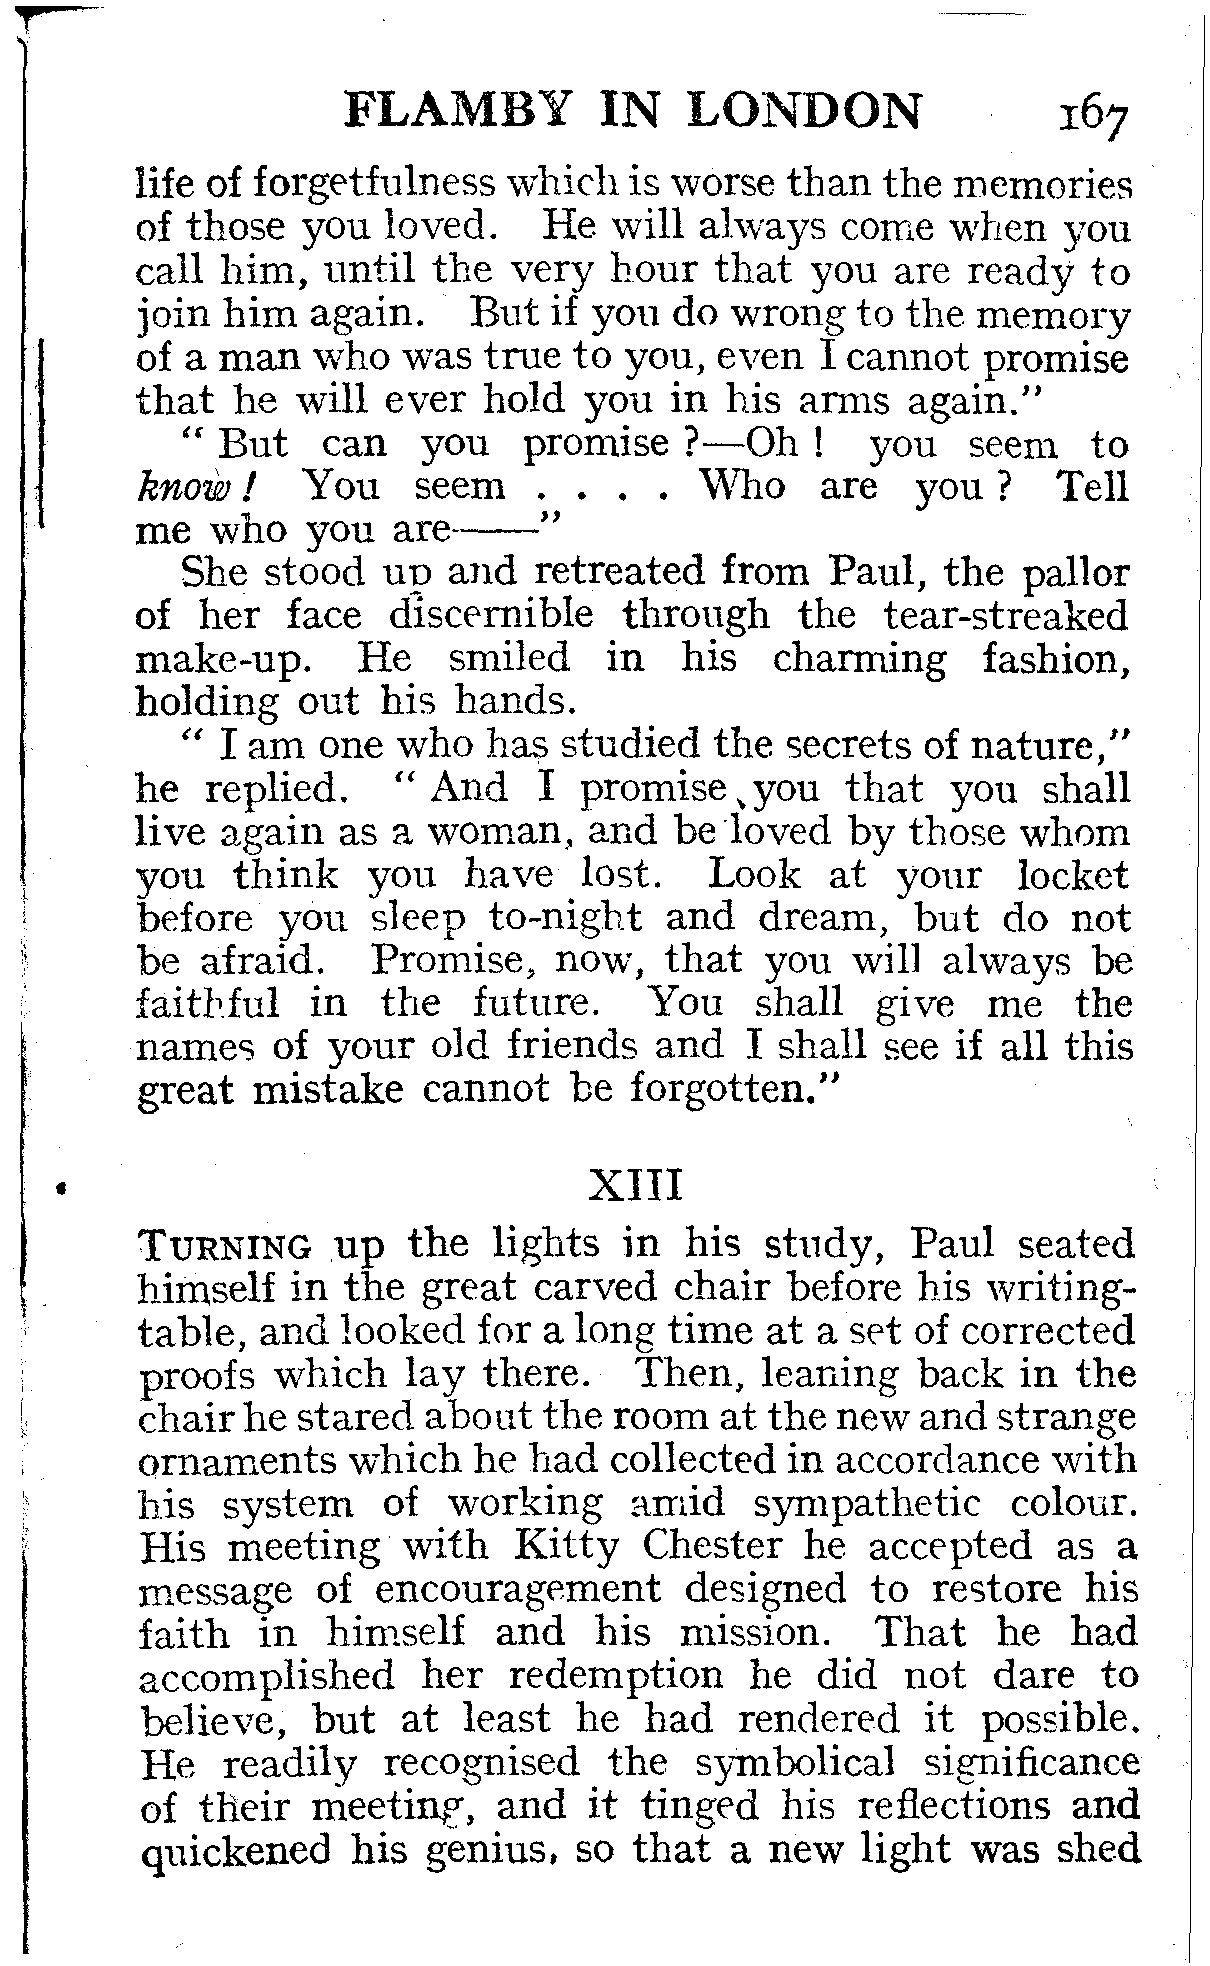 FLAMBY IN LONDON 167
life of forgetfulness which is worse than the memories
of those you loved. He will always come when you
call him, until the very hour that you are ready to
join him again. But if you do wrong to the memory
of a man who was true to you, even I cannot promise
that he will ever hold you in his arms again."
" But can you promise ?—Oh ! you seem to
know ! You seem . . . . Who are you ? Tell
me who you are——"
She stood up and retreated from Paul, the pallor
of her face discernible through the tear-streaked
make-up. He smiled in his charming fashion,
holding out his hands.
" I am one who has studied the secrets of nature,"
he replied. " And I promise you that you shall
live again as a woman, and be loved by those whom
you think you have lost. Look at your locket
before you sleep to-night and dream, but do not
be afraid. Promise, now, that you will always be
faithful in the future. You shall give me the
names of your old friends and I shall see if all this
great mistake cannot be forgotten."
XIII
TURNING up the lights in his study, Paul seated
himself in the great carved chair before his writing-
table, and looked for a long time at a set of corrected
proofs which lay there. Then, leaning back in the
chair he stared about the room at the new and strange
ornaments which he had collected in accordance with
his system of working amid sympathetic colour.
His meeting with Kitty Chester he accepted as a
message of encouragement designed to restore his
faith in himself and his mission. That he had
accomplished her redemption he did not dare to
believe, but at least he had rendered it possible.
He readily recognised the symbolical significance
of their meeting, and it tinged his reflections and
quickened his genius, so that a new light was shed